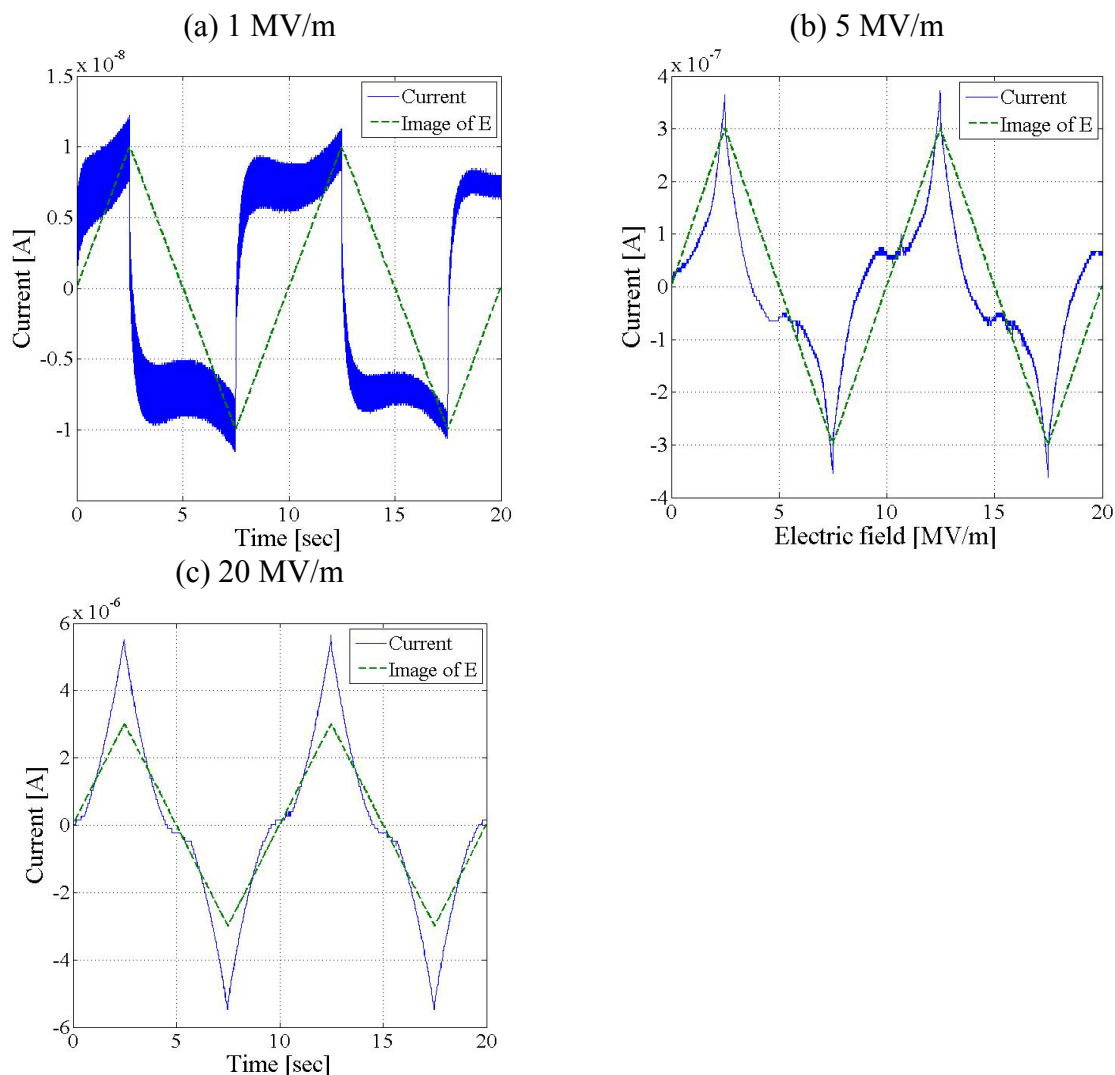 (a) 1 MV/m
x 10^-8
1.5
1
0.5
0
-0.5
-1
Current [A]
Current
Image of E
0 5 10 15 20
Time [sec]
(b) 5 MV/m
x 10^-7
4
3
2
1
0
-1
-2
-3
-4
Current [A]
Current
Image of E
0 5 10 15 20
Electric field [MV/m]
(c) 20 MV/m
x 10^-6
6
4
2
0
-2
-4
-6
Current [A]
Current
Image of E
0 5 10 15 20
Time [sec]